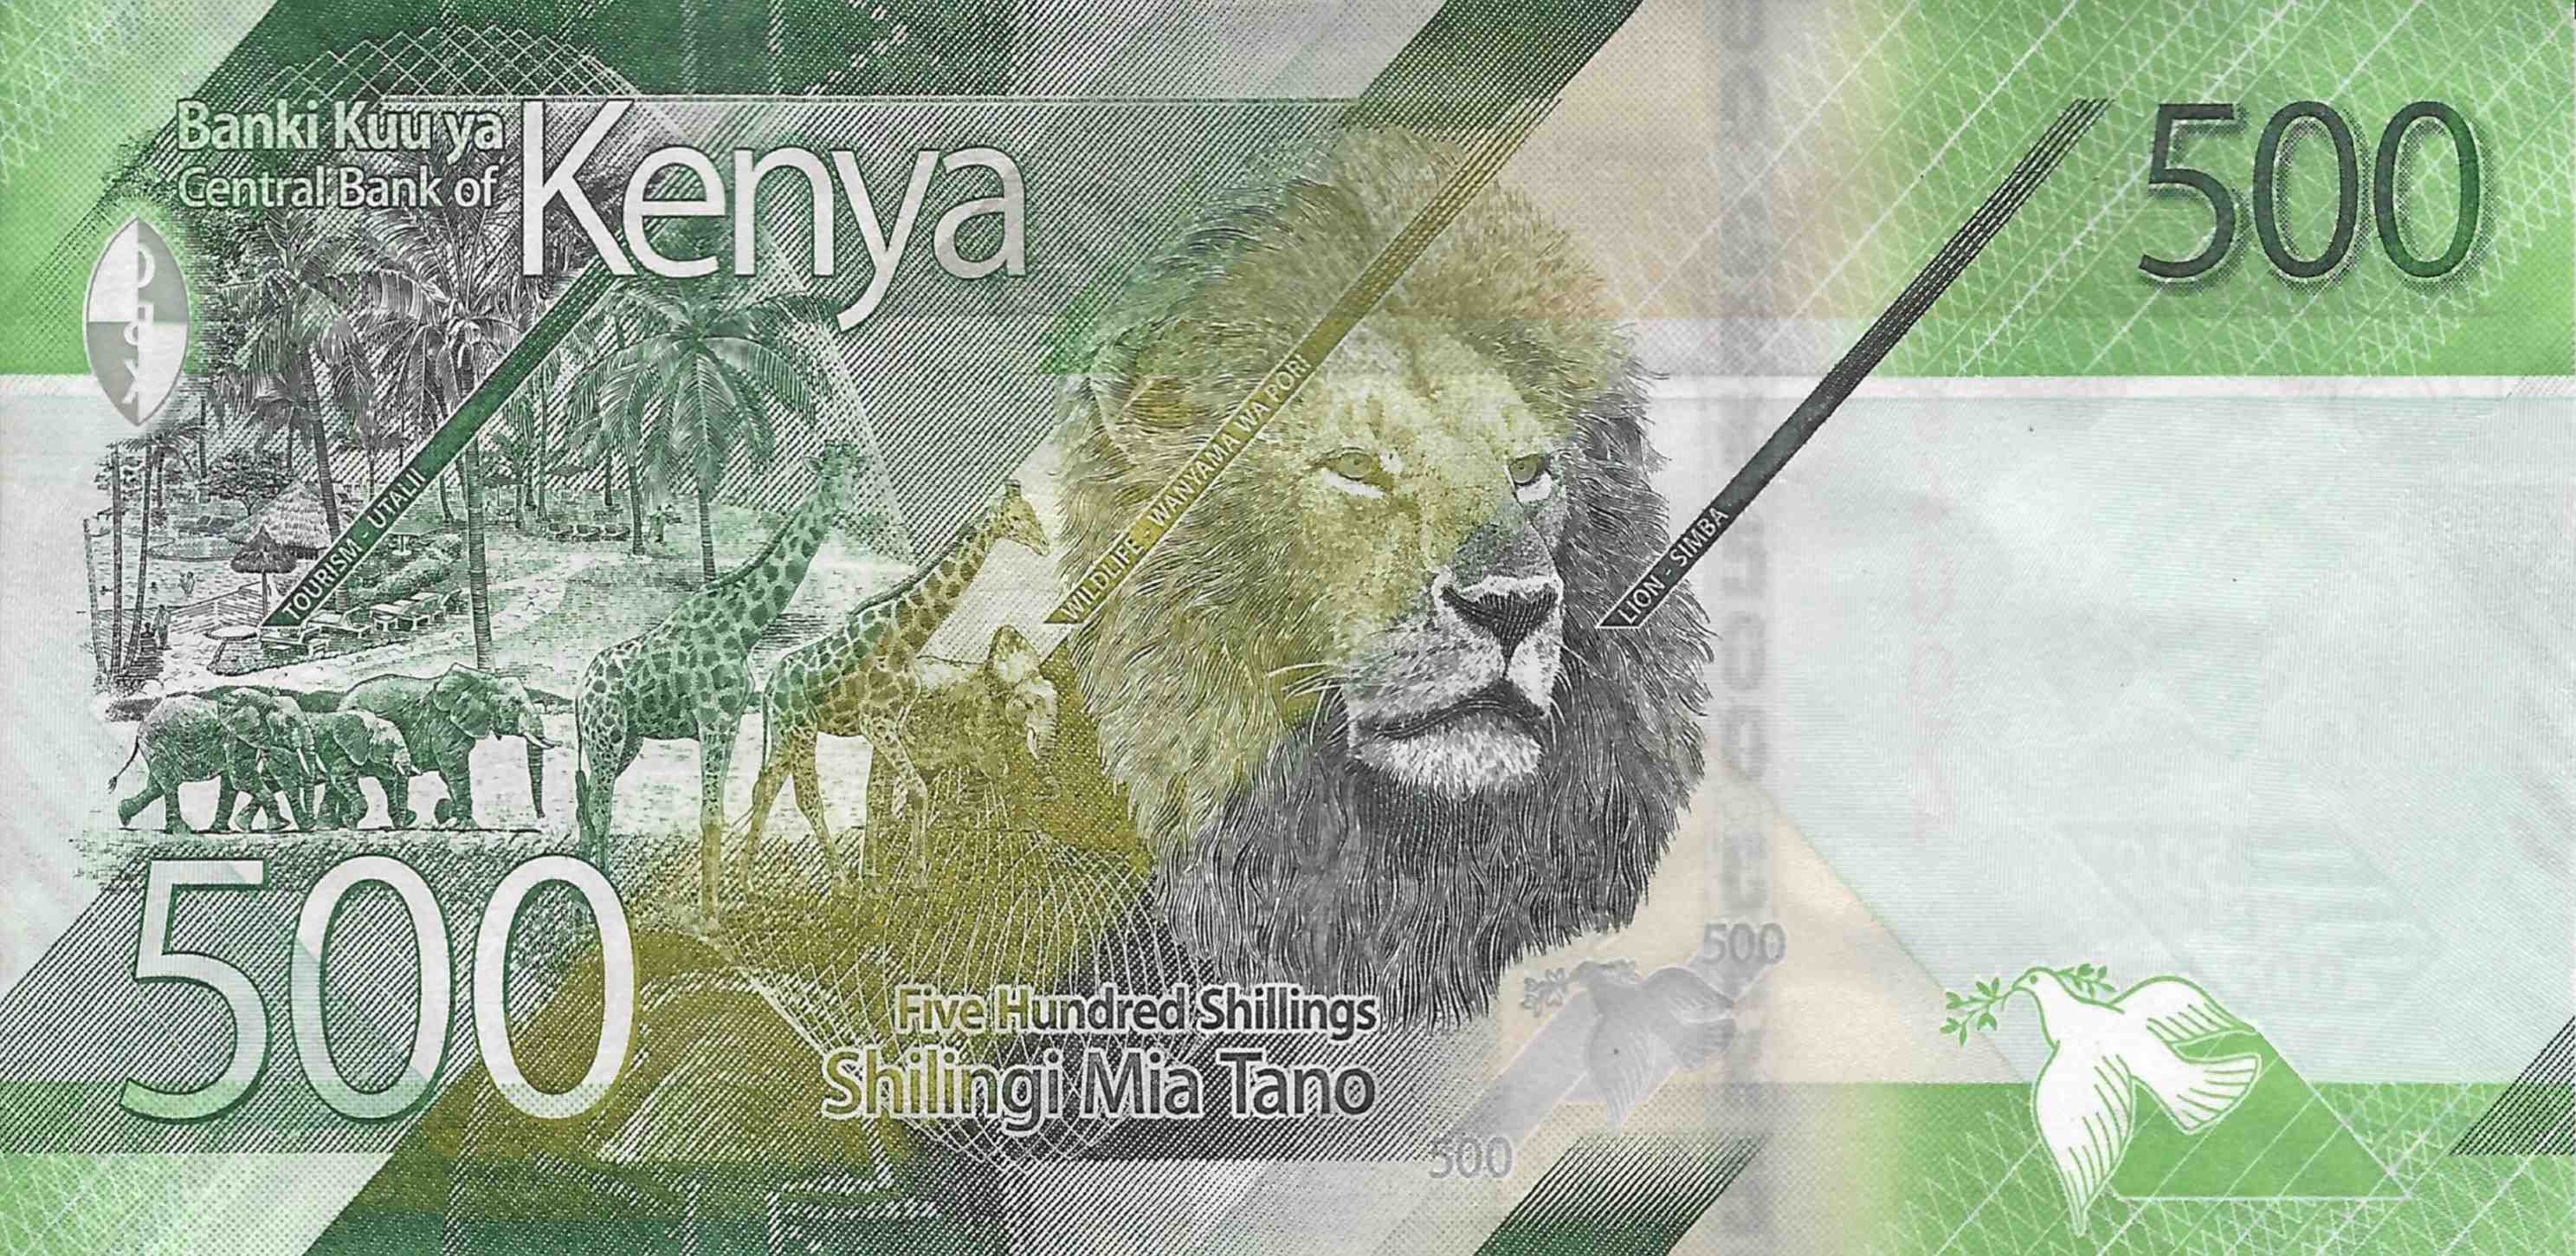 Banki Kuu ya
Central Bank of
Kenya
500
TOURISM - UTALII
WILDLIFE - WANYAMA WA PORI
LION - SIMBA
500
Five Hundred Shillings
Shilingi Mia Tano
500
500